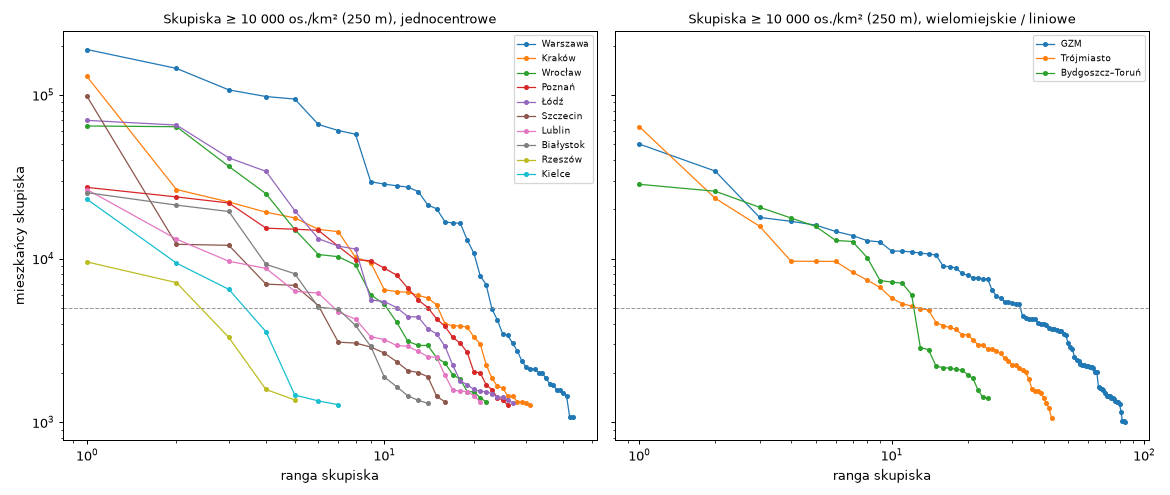 Skupiska ≥ 10 000 os./km² (250 m), jednocentrowe
Warszawa
Kraków
Wrocław
Poznań
Łódź
Szczecin
Lublin
Białystok
Rzeszów
Kielce
10⁵
10⁴
10³
mieszkańcy skupiska
10⁰
10¹
ranga skupiska
Skupiska ≥ 10 000 os./km² (250 m), wielomiejskie / liniowe
GZM
Trójmiasto
Bydgoszcz–Toruń
10⁰
10¹
10²
ranga skupiska